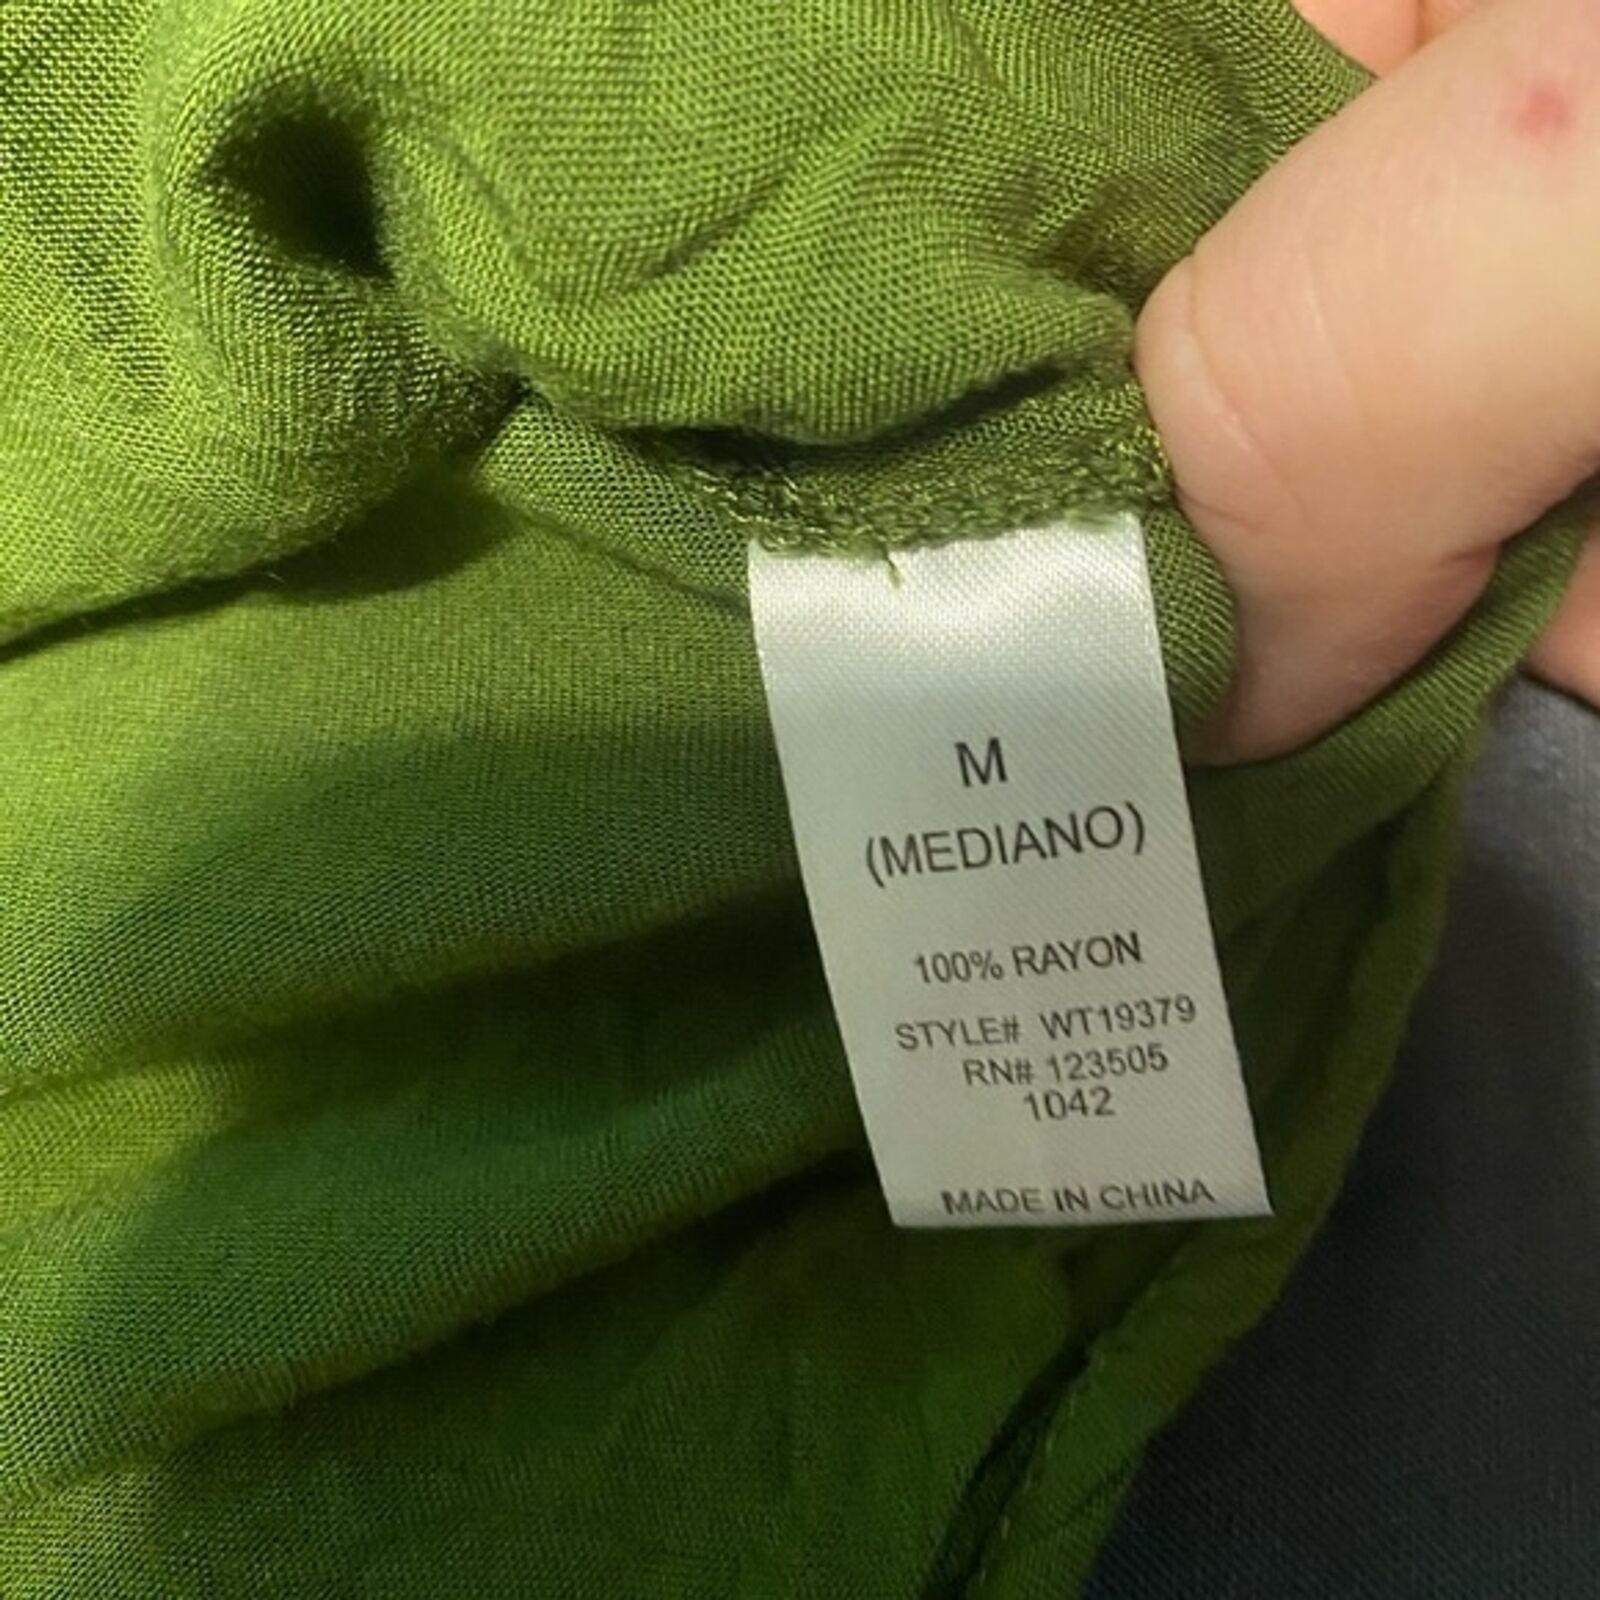 M
(MEDIANO)
100% RAYON
STYLE# WT19379
RN# 123505
1042
MADE IN CHINA